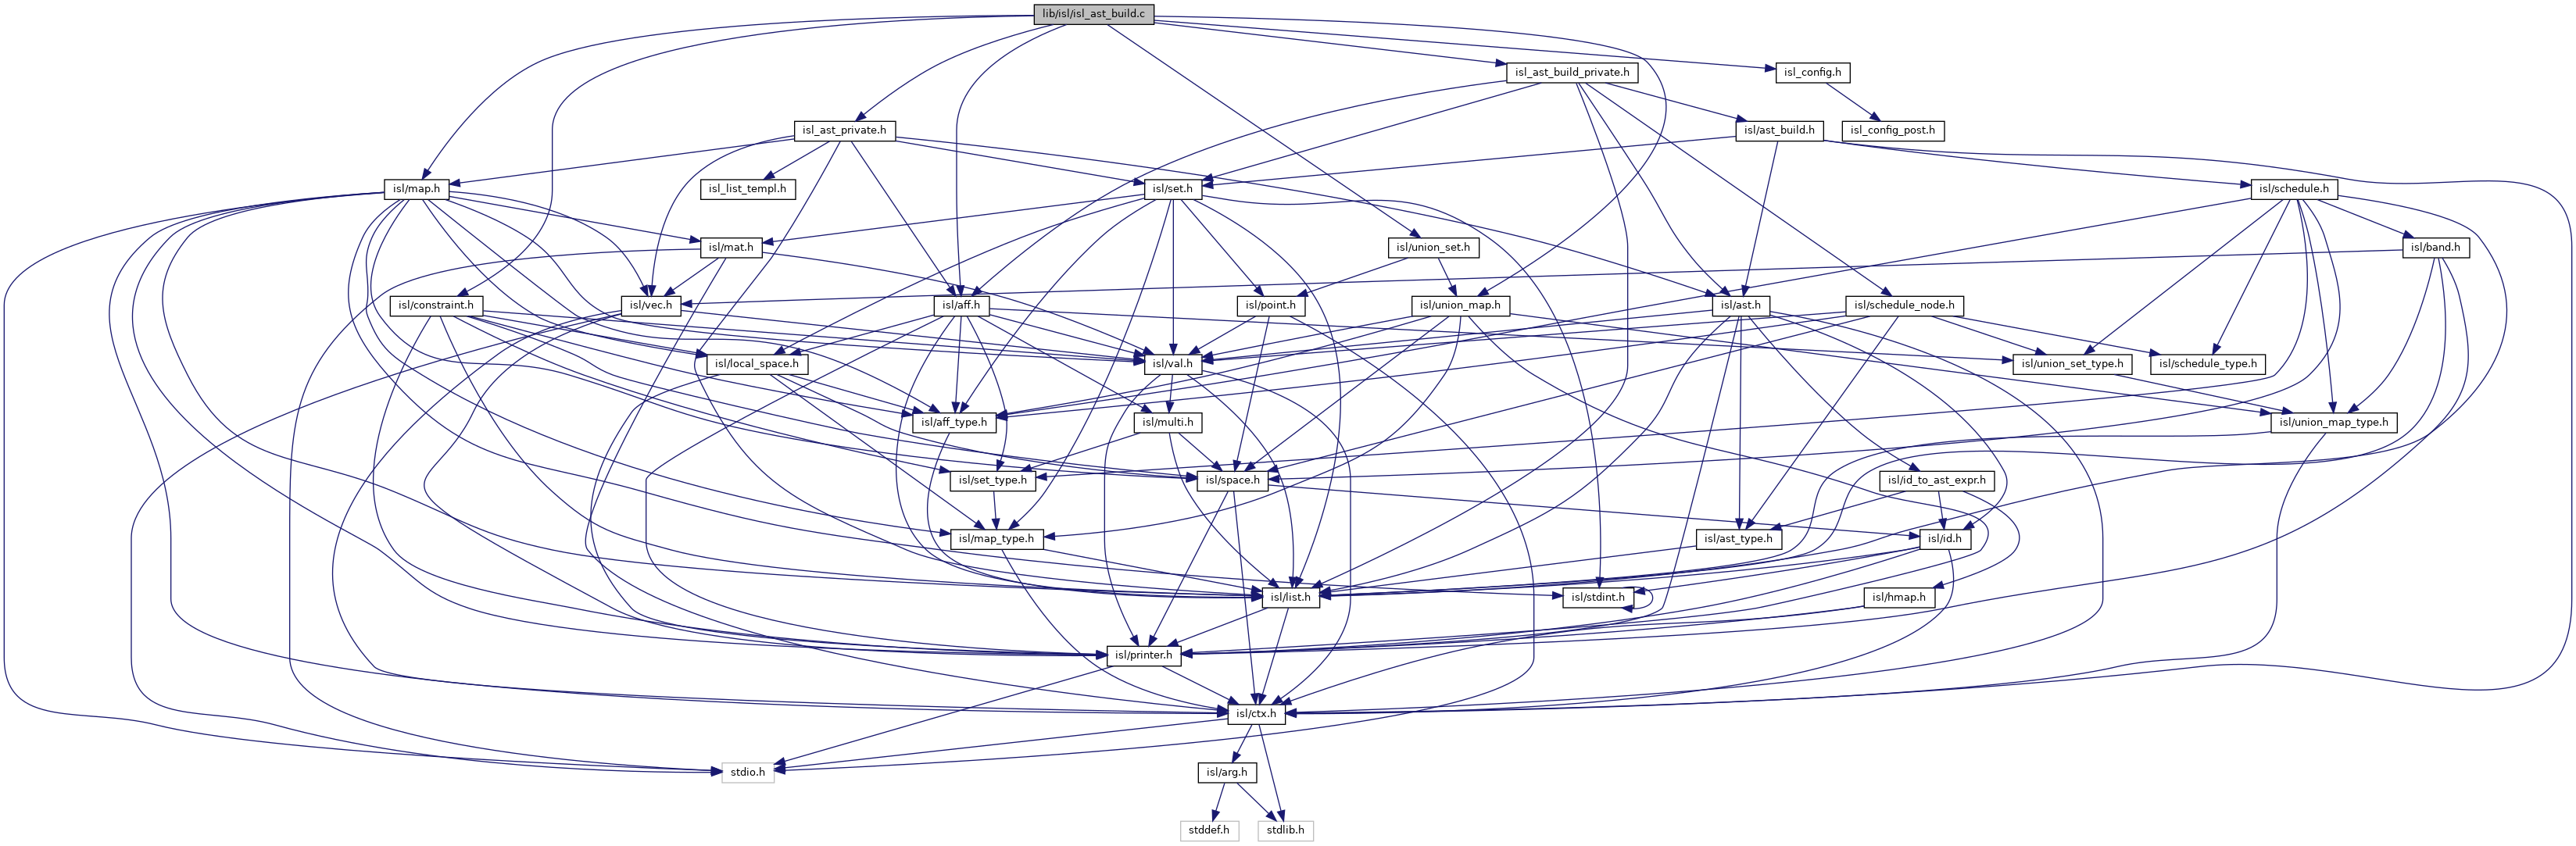 lib/isl/isl_ast_build.c
isl_ast_build_private.h
isl_config.h
isl_ast_private.h
isl/ast_build.h
isl_config_post.h
isl/map.h
isl_list_templ.h
isl/set.h
isl/schedule.h
isl/mat.h
isl/union_set.h
isl/band.h
isl/constraint.h
isl/vec.h
isl/aff.h
isl/point.h
isl/union_map.h
isl/ast.h
isl/schedule_node.h
isl/local_space.h
isl/val.h
isl/union_set_type.h
isl/schedule_type.h
isl/aff_type.h
isl/multi.h
isl/union_map_type.h
isl/set_type.h
isl/space.h
isl/id_to_ast_expr.h
isl/map_type.h
isl/ast_type.h
isl/id.h
isl/list.h
isl/stdint.h
isl/hmap.h
isl/printer.h
isl/ctx.h
stdio.h
isl/arg.h
stddef.h
stdlib.h